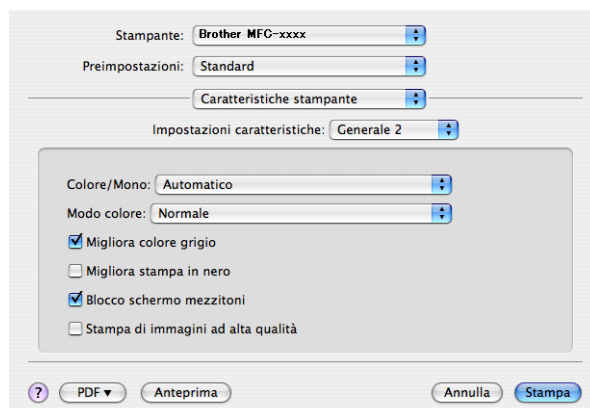 Stampante: Brother MFC-xxxx
Preimpostazioni: Standard
Caratteristiche stampante
Impostazioni caratteristiche: Generale 2
Colore/Mono: Automatico
Modo colore: Normale
Migliora colore grigio
Migliora stampa in nero
Blocco schermo mezzitoni
Stampa di immagini ad alta qualità
? PDF ▼ Anteprima Annulla Stampa